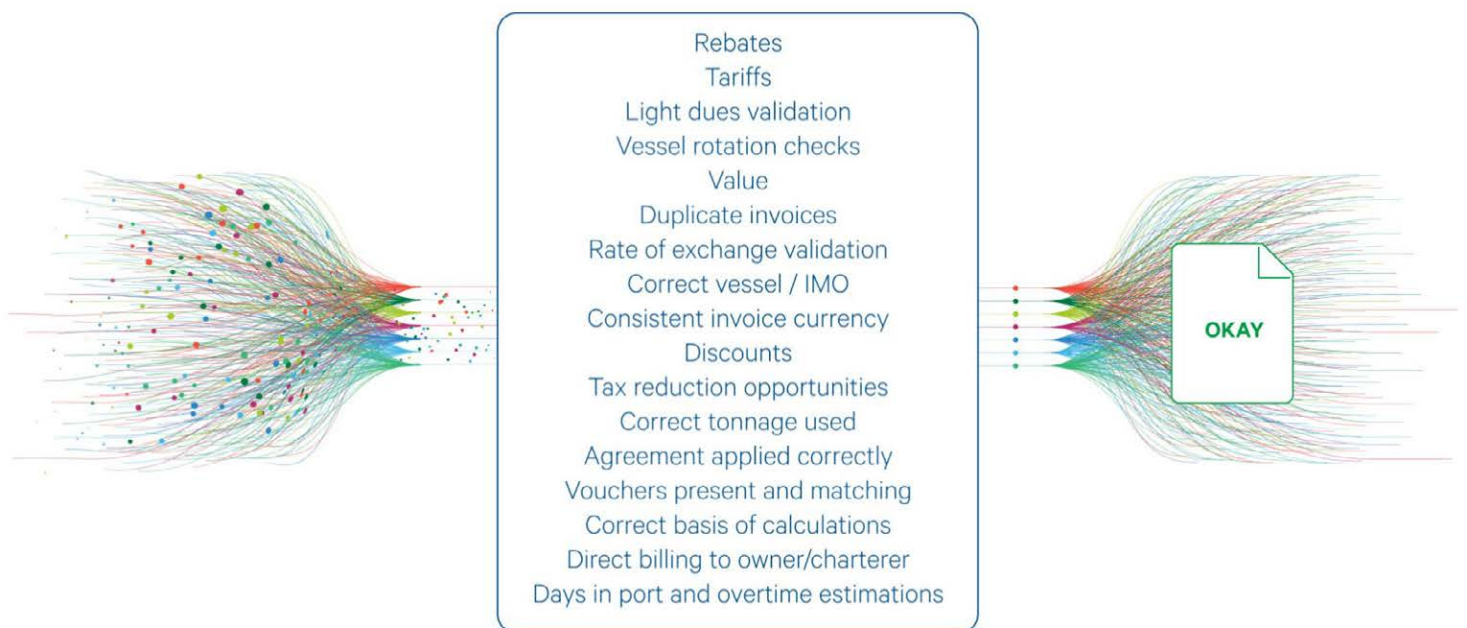 Rebates
Tariffs
Light dues validation
Vessel rotation checks
Value
Duplicate invoices
Rate of exchange validation
Correct vessel / IMO
Consistent invoice currency
Discounts
Tax reduction opportunities
Correct tonnage used
Agreement applied correctly
Vouchers present and matching
Correct basis of calculations
Direct billing to owner/charterer
Days in port and overtime estimations
OKAY